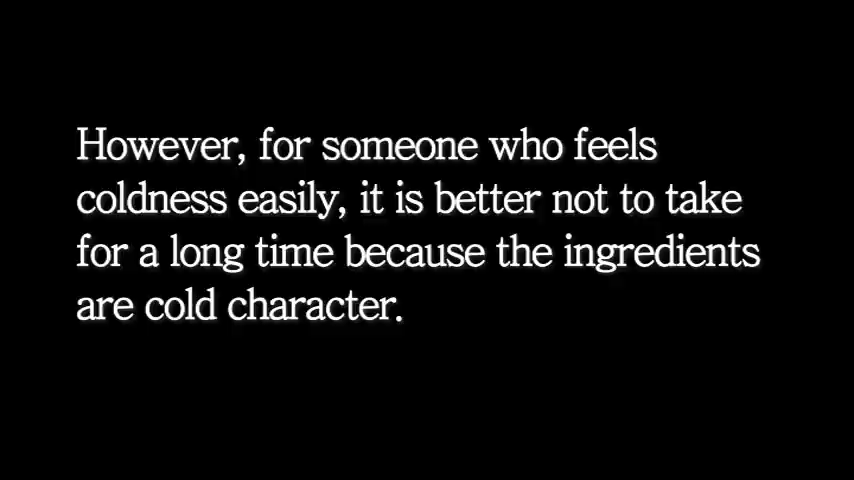 However, for someone who feels
coldness easily, it is better not to take
for a long time because the ingredients
are cold character.